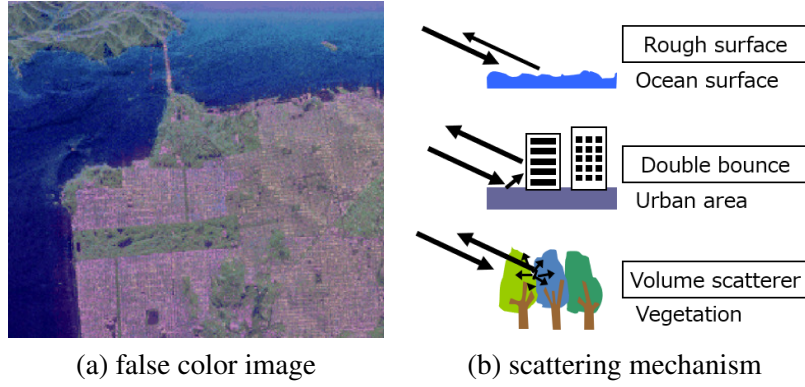 Rough surface
Ocean surface
Double bounce
Urban area
Volume scatterer
Vegetation
(a) false color image
(b) scattering mechanism